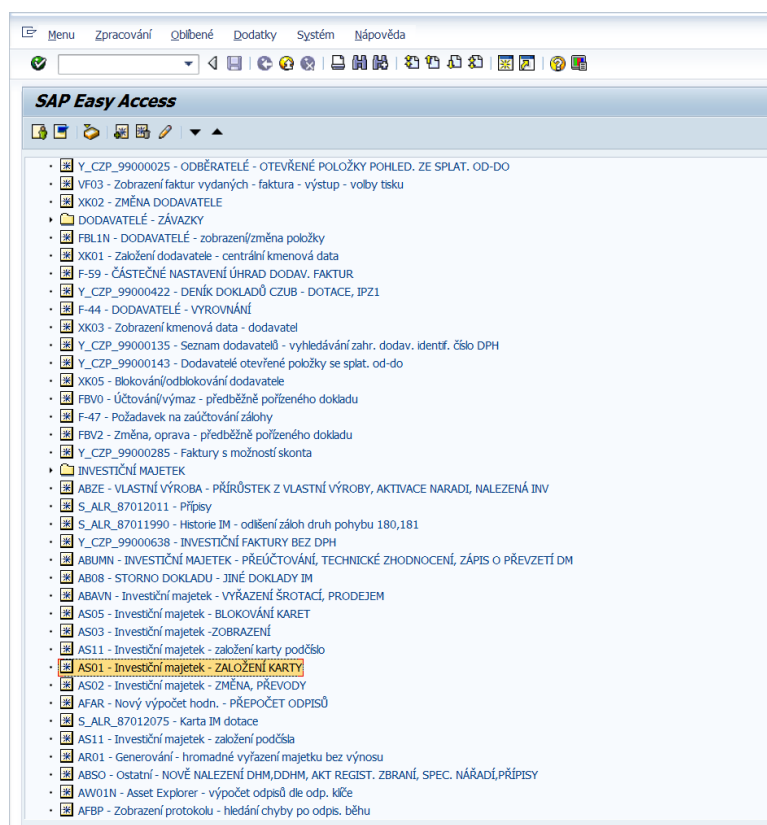 Menu Zpracování Oblíbené Dodatky Systém Nápověda
SAP Easy Access
Y_CZP_99000025 - ODBĚRATELÉ - OTEVŘENÉ POLOŽKY POHLED. ZE SPLAT. OD-DO
VF03 - Zobrazení faktur vydaných - faktura - výstup - volby tisku
XK02 - ZMĚNA DODAVATELE
DODAVATELÉ - ZÁVAZKY
FBL1N - DODAVATELÉ - zobrazení/změna položky
XK01 - Založení dodavatele - centrální kmenová data
F-59 - ČÁSTEČNÉ NASTAVENÍ ÚHRAD DODAV. FAKTUR
Y_CZP_99000422 - DENÍK DOKLADŮ CZUB - DOTACE, IPZ1
F-44 - DODAVATELÉ - VYROVNÁNÍ
XK03 - Zobrazení kmenová data - dodavatel
Y_CZP_99000135 - Seznam dodavatelů - vyhledávání zahr. dodav. identif. číslo DPH
Y_CZP_99000143 - Dodavatelé otevřené položky se splat. od-do
XK05 - Blokování/odblokování dodavatele
FBV0 - Účtování/výmaz - předběžně pořízeného dokladu
F-47 - Požadavek na zaúčtování zálohy
FBV2 - Změna, oprava - předběžně pořízeného dokladu
Y_CZP_99000285 - Faktury s možností skonta
INVESTIČNÍ MAJETEK
ABZE - VLASTNÍ VÝROBA - PŘÍRŮSTEK Z VLASTNÍ VÝROBY, AKTIVACE NARADI, NALEZENÁ INV
S_ALR_87012011 - Přípisy
S_ALR_87011990 - Historie IM - odlišení záloh druh pohybu 180,181
Y_CZP_99000638 - INVESTIČNÍ FAKTURY BEZ DPH
ABUMN - INVESTIČNÍ MAJETEK - PŘEÚČTOVÁNÍ, TECHNICKÉ ZHODNOCENÍ, ZÁPIS O PŘEVZETÍ DM
AB08 - STORNO DOKLADU - JINÉ DOKLADY IM
ABAVN - Investiční majetek - VYŘAZENÍ ŠROTACÍ, PRODEJEM
AS05 - Investiční majetek - BLOKOVÁNÍ KARET
AS03 - Investiční majetek -ZOBRAZENÍ
AS11 - Investiční majetek - založení karty podčíslo
AS01 - Investiční majetek - ZALOŽENÍ KARTY
AS02 - Investiční majetek - ZMĚNA, PŘEVODY
AFAR - Nový výpočet hodn. - PŘEPOČET ODPISŮ
S_ALR_87012075 - Karta IM dotace
AS11 - Investiční majetek - založení podčísla
AR01 - Generování - hromadné vyřazení majetku bez výnosu
ABSO - Ostatní - NOVĚ NALEZENÍ DHM,DDHM, AKT REGIST. ZBRANÍ, SPEC. NÁŘADÍ,PŘÍPISY
AW01N - Asset Explorer - výpočet odpisů dle odp. klíče
AFBP - Zobrazení protokolu - hledání chyby po odpis. běhu